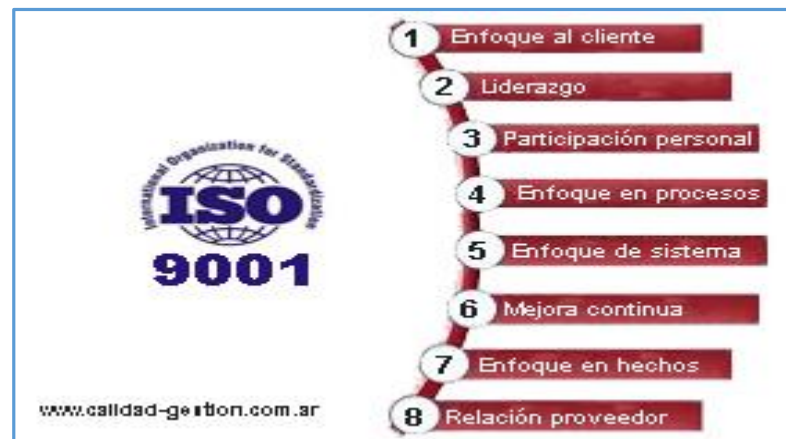 International Organization for Standardization
ISO
9001
www.calidad-gestion.com.ar
1 Enfoque al cliente
2 Liderazgo
3 Participación personal
4 Enfoque en procesos
5 Enfoque de sistema
6 Mejora continua
7 Enfoque en hechos
8 Relación proveedor